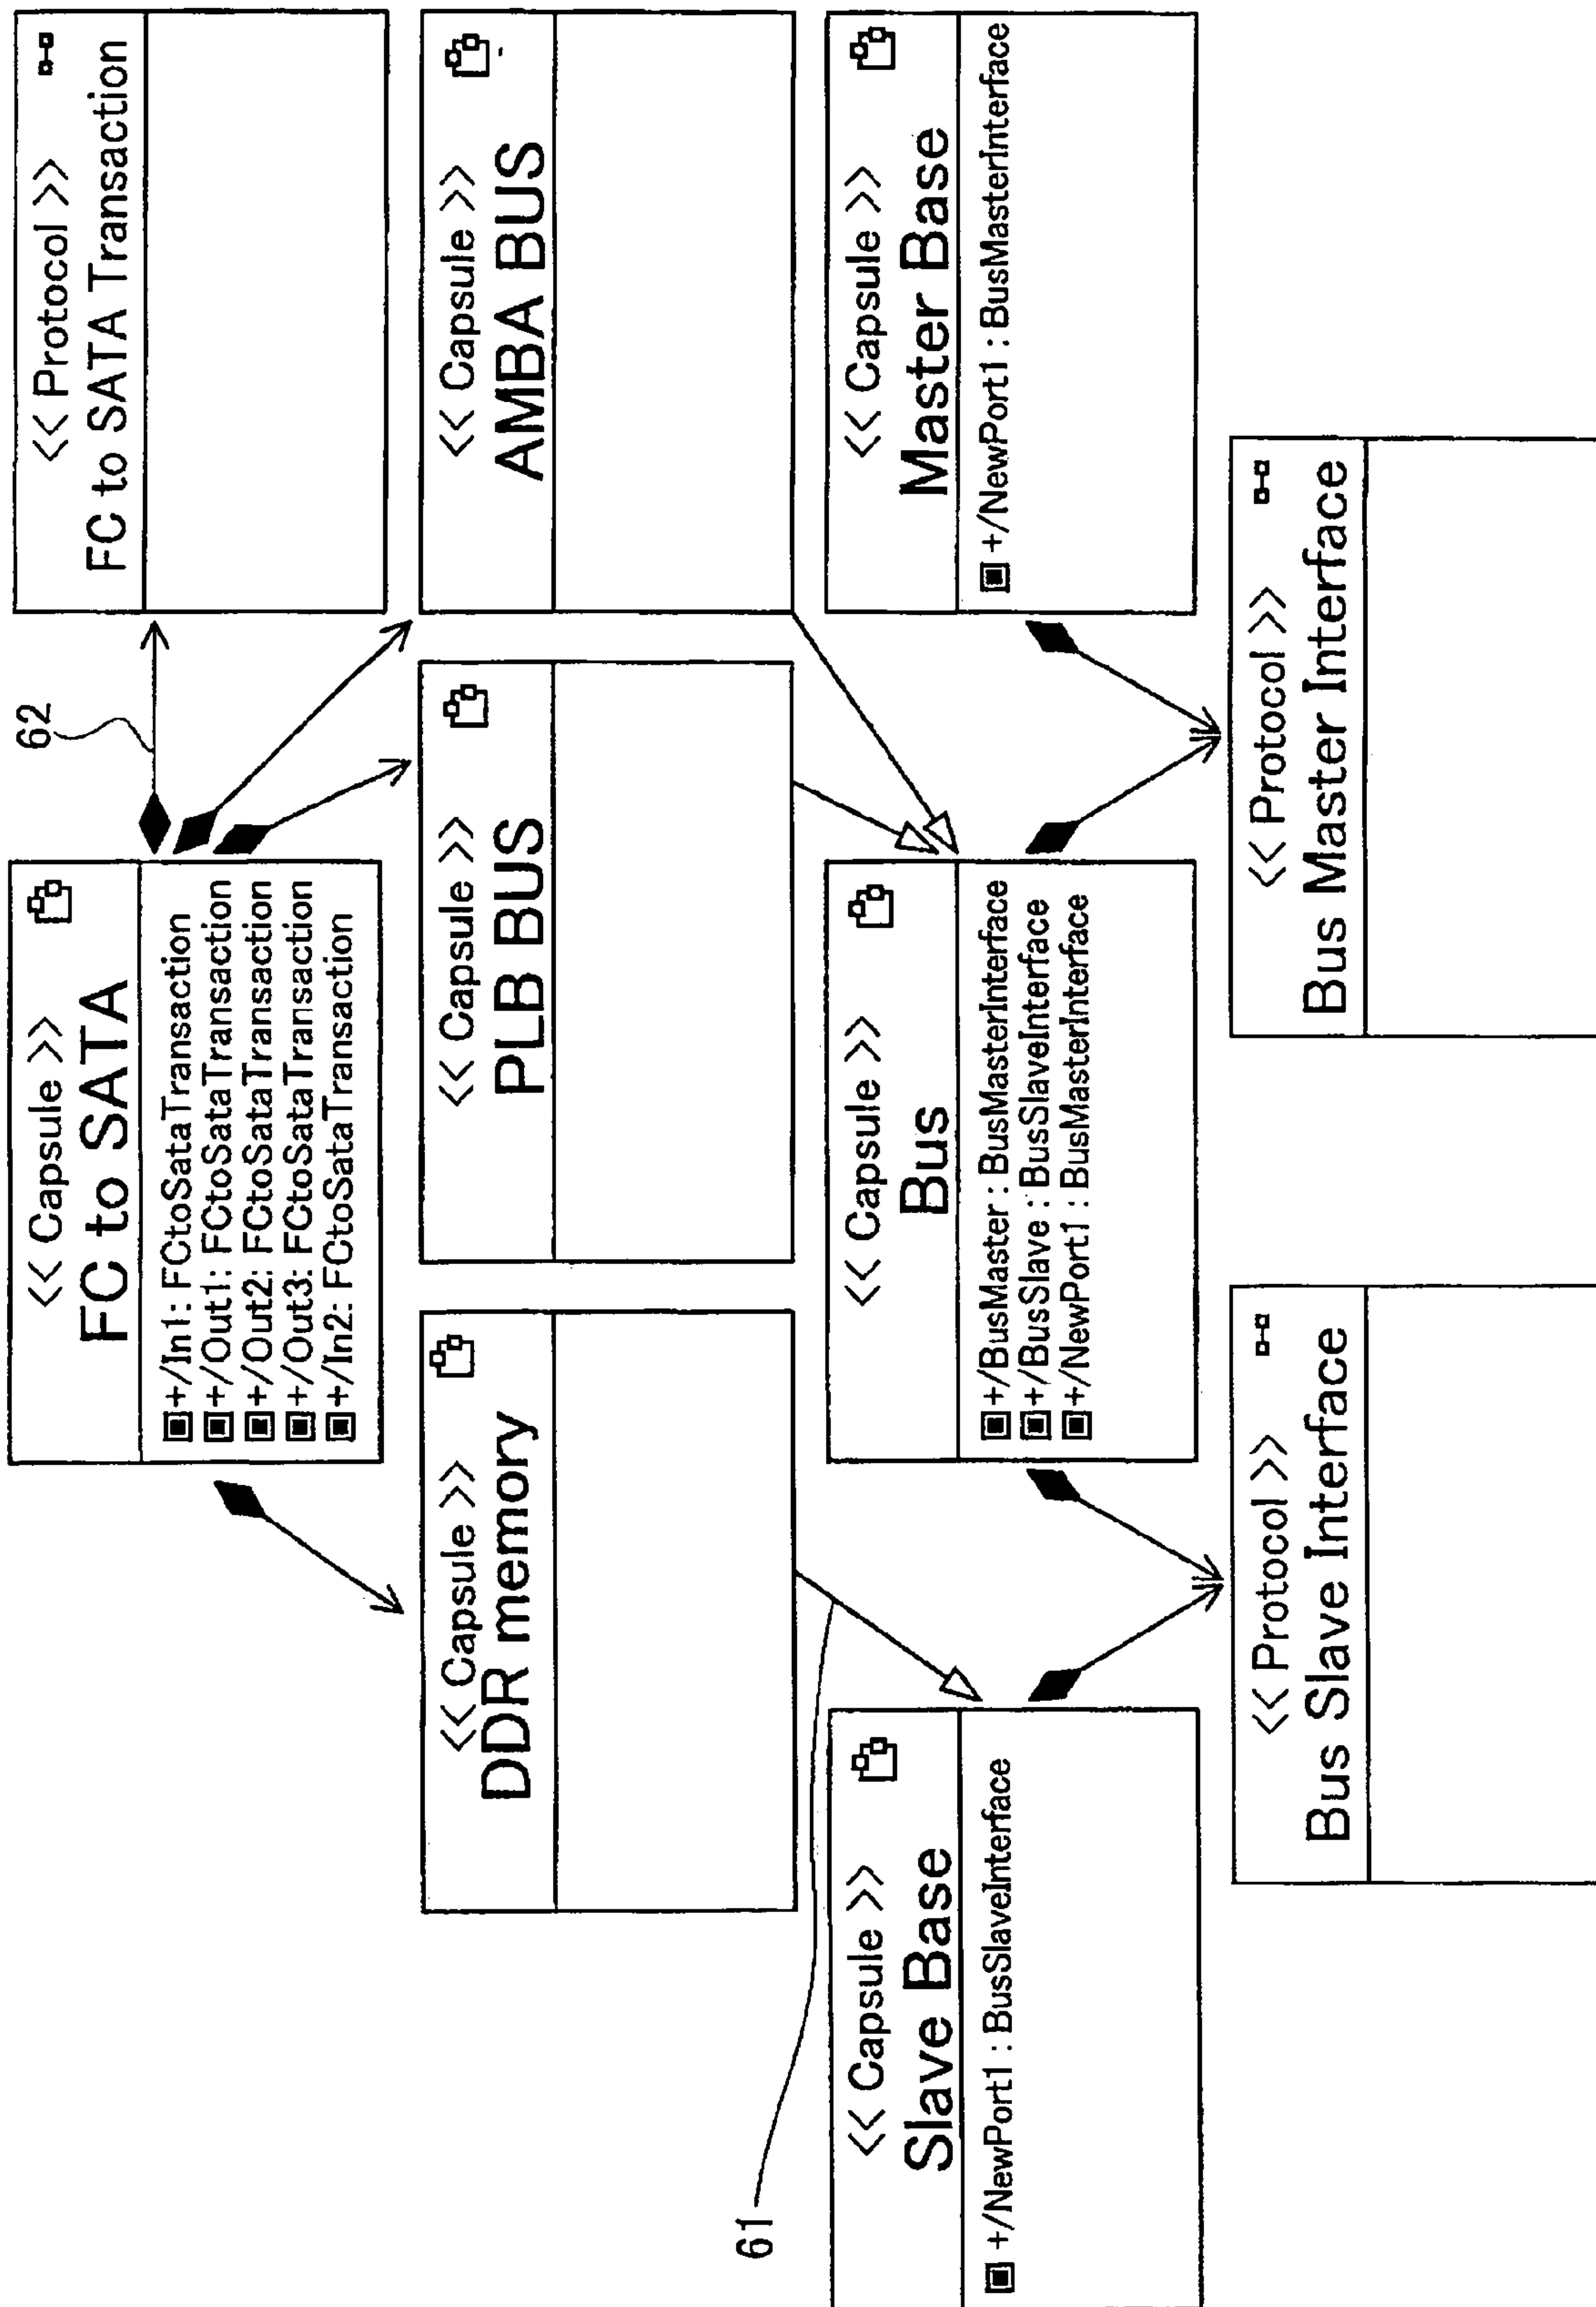 << Capsule >>
FC to SATA
+/In1: FCtoSataTransaction
+/Out1: FCtoSataTransaction
+/Out2: FCtoSataTransaction
+/Out3: FCtoSataTransaction
+/In2: FCtoSataTransaction
62
<< Protocol >>
FC to SATA Transaction
<< Capsule >>
DDR memory
<< Capsule >>
PLB BUS
<< Capsule >>
AMBA BUS
61
<< Capsule >>
Slave Base
+/NewPort1 : BusSlaveInterface
<< Capsule >>
Bus
+/BusMaster : BusMasterInterface
+/BusSlave : BusSlaveInterface
+/NewPort1 : BusMasterInterface
<< Capsule >>
Master Base
+/NewPort1 : BusMasterInterface
<< Protocol >>
Bus Slave Interface
<< Protocol >>
Bus Master Interface